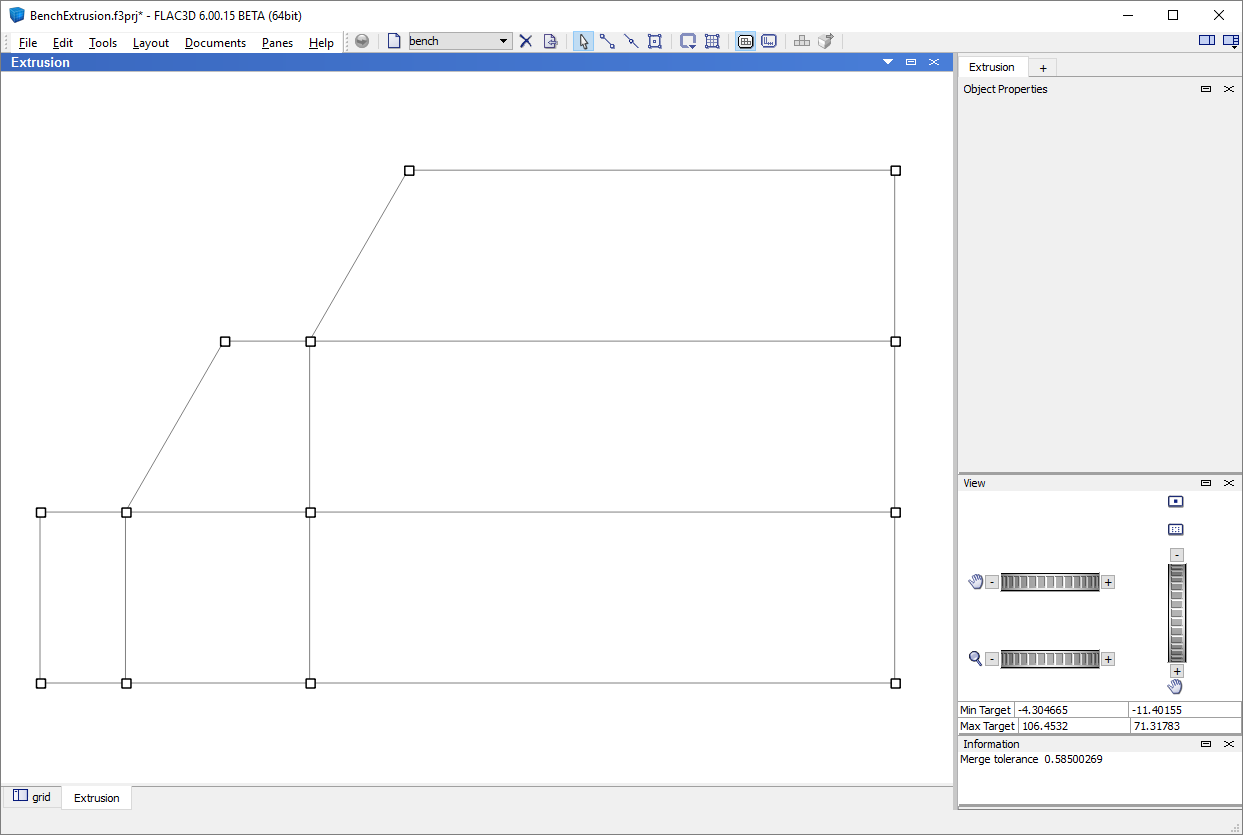 BenchExtrusion.f3prj* - FLAC3D 6.00.15 BETA (64bit)
File Edit Tools Layout Documents Panes Help bench
Extrusion
Extrusion +
Object Properties
View
-
- +
- +
+
Min Target -4.304665 -11.40155
Max Target 106.4532 71.31783
Information
Merge tolerance 0.58500269
grid Extrusion